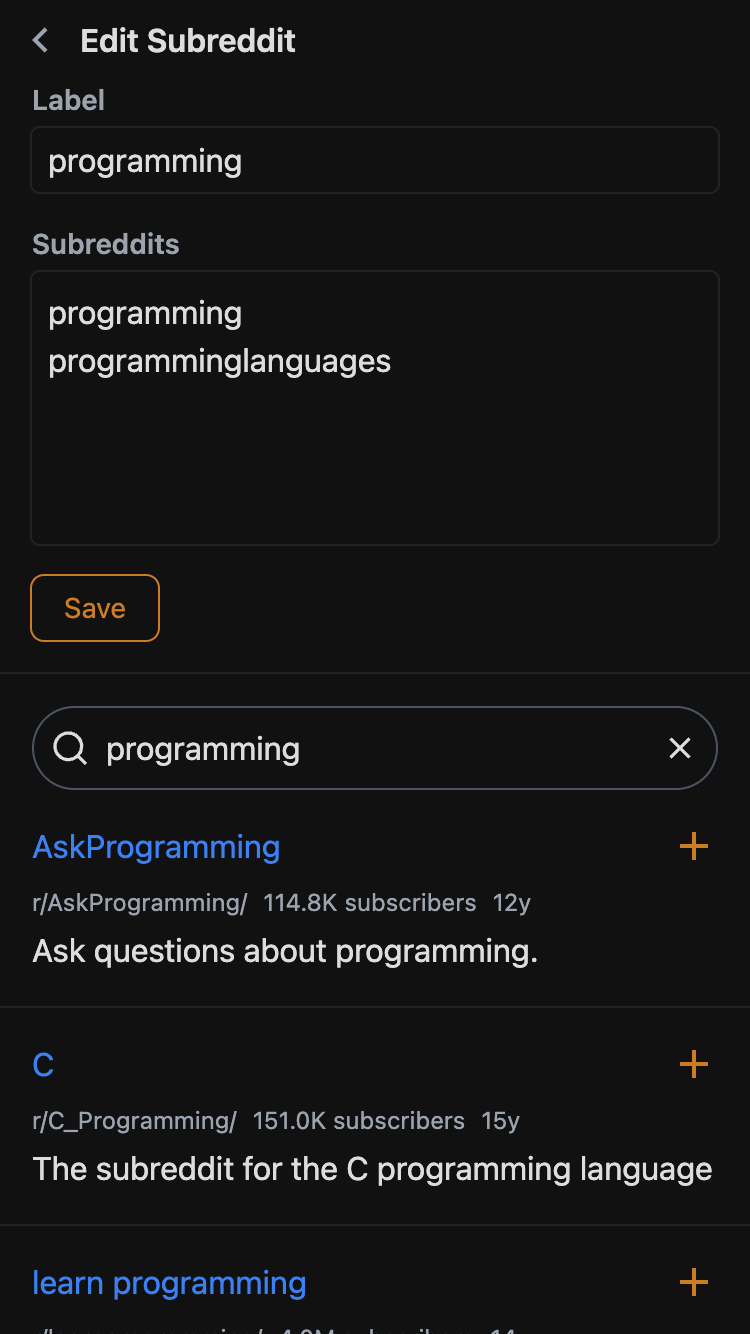 Edit Subreddit
Label
programming
Subreddits
programming
programminglanguages
Save
programming
AskProgramming
r/AskProgramming/ 114.8K subscribers 12y
Ask questions about programming.
C
r/C_Programming/ 151.0K subscribers 15y
The subreddit for the C programming language
learn programming